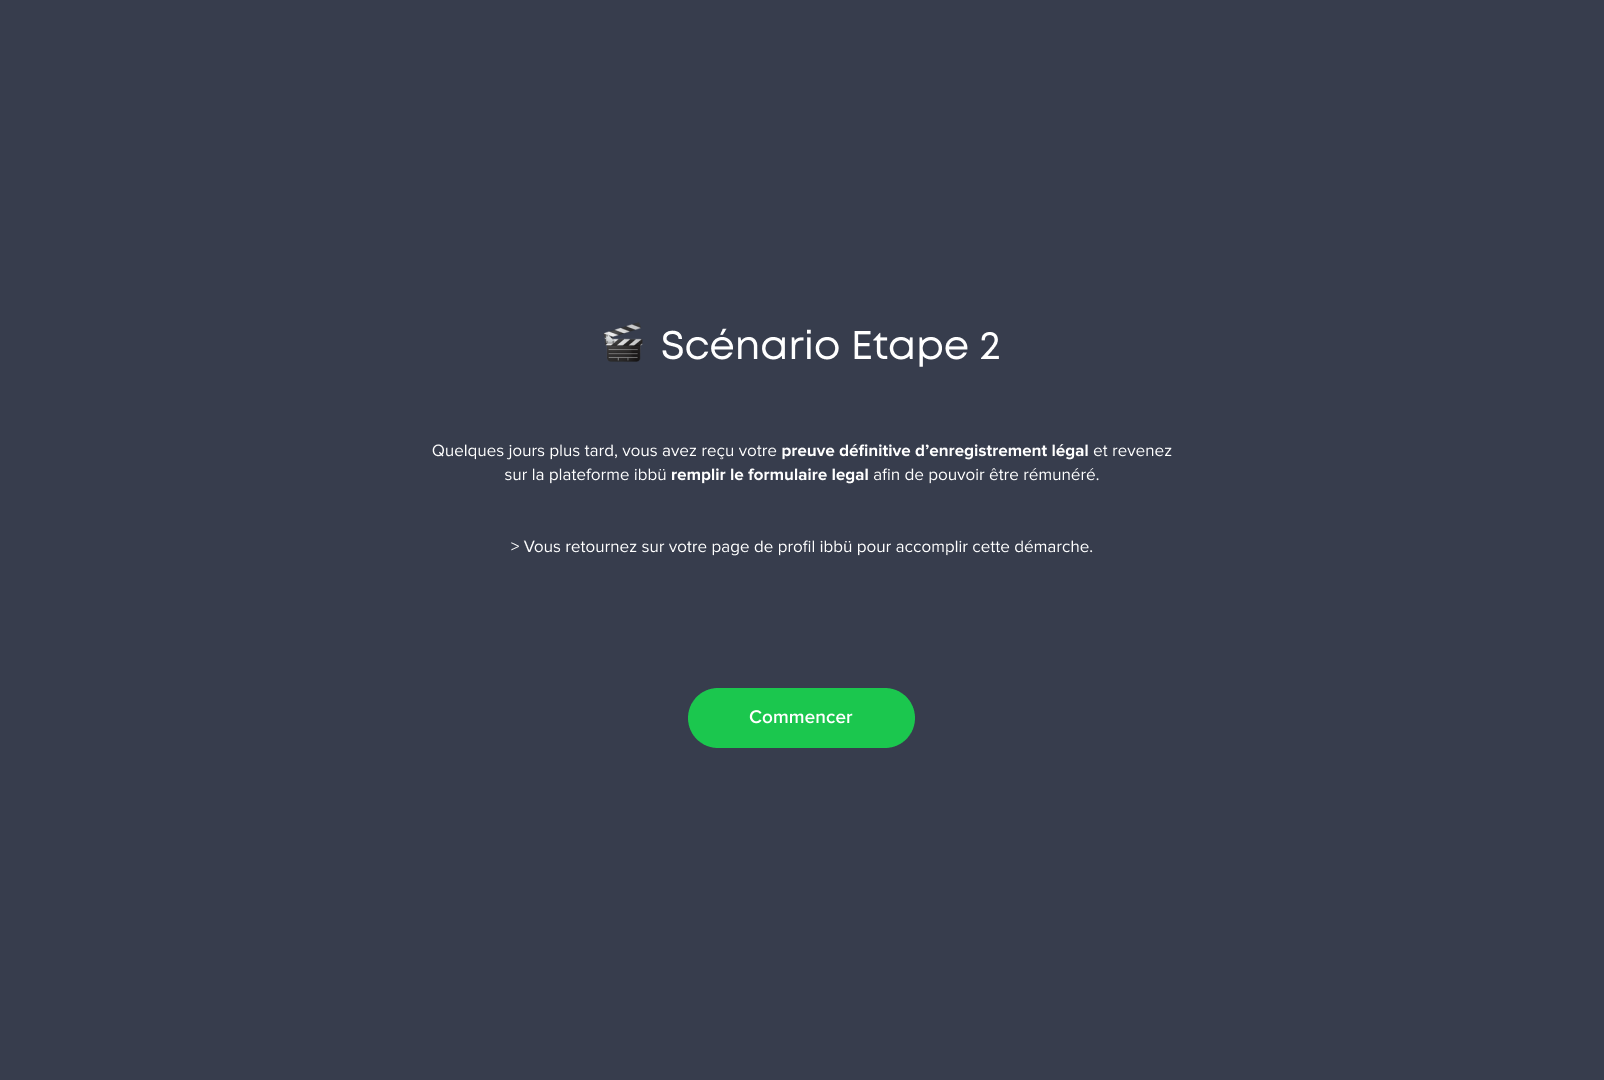 Scénario Etape 2
Quelques jours plus tard, vous avez reçu votre preuve définitive d’enregistrement légal et revenez
sur la plateforme ibbü remplir le formulaire legal afin de pouvoir être rémunéré.
> Vous retournez sur votre page de profil ibbü pour accomplir cette démarche.
Commencer